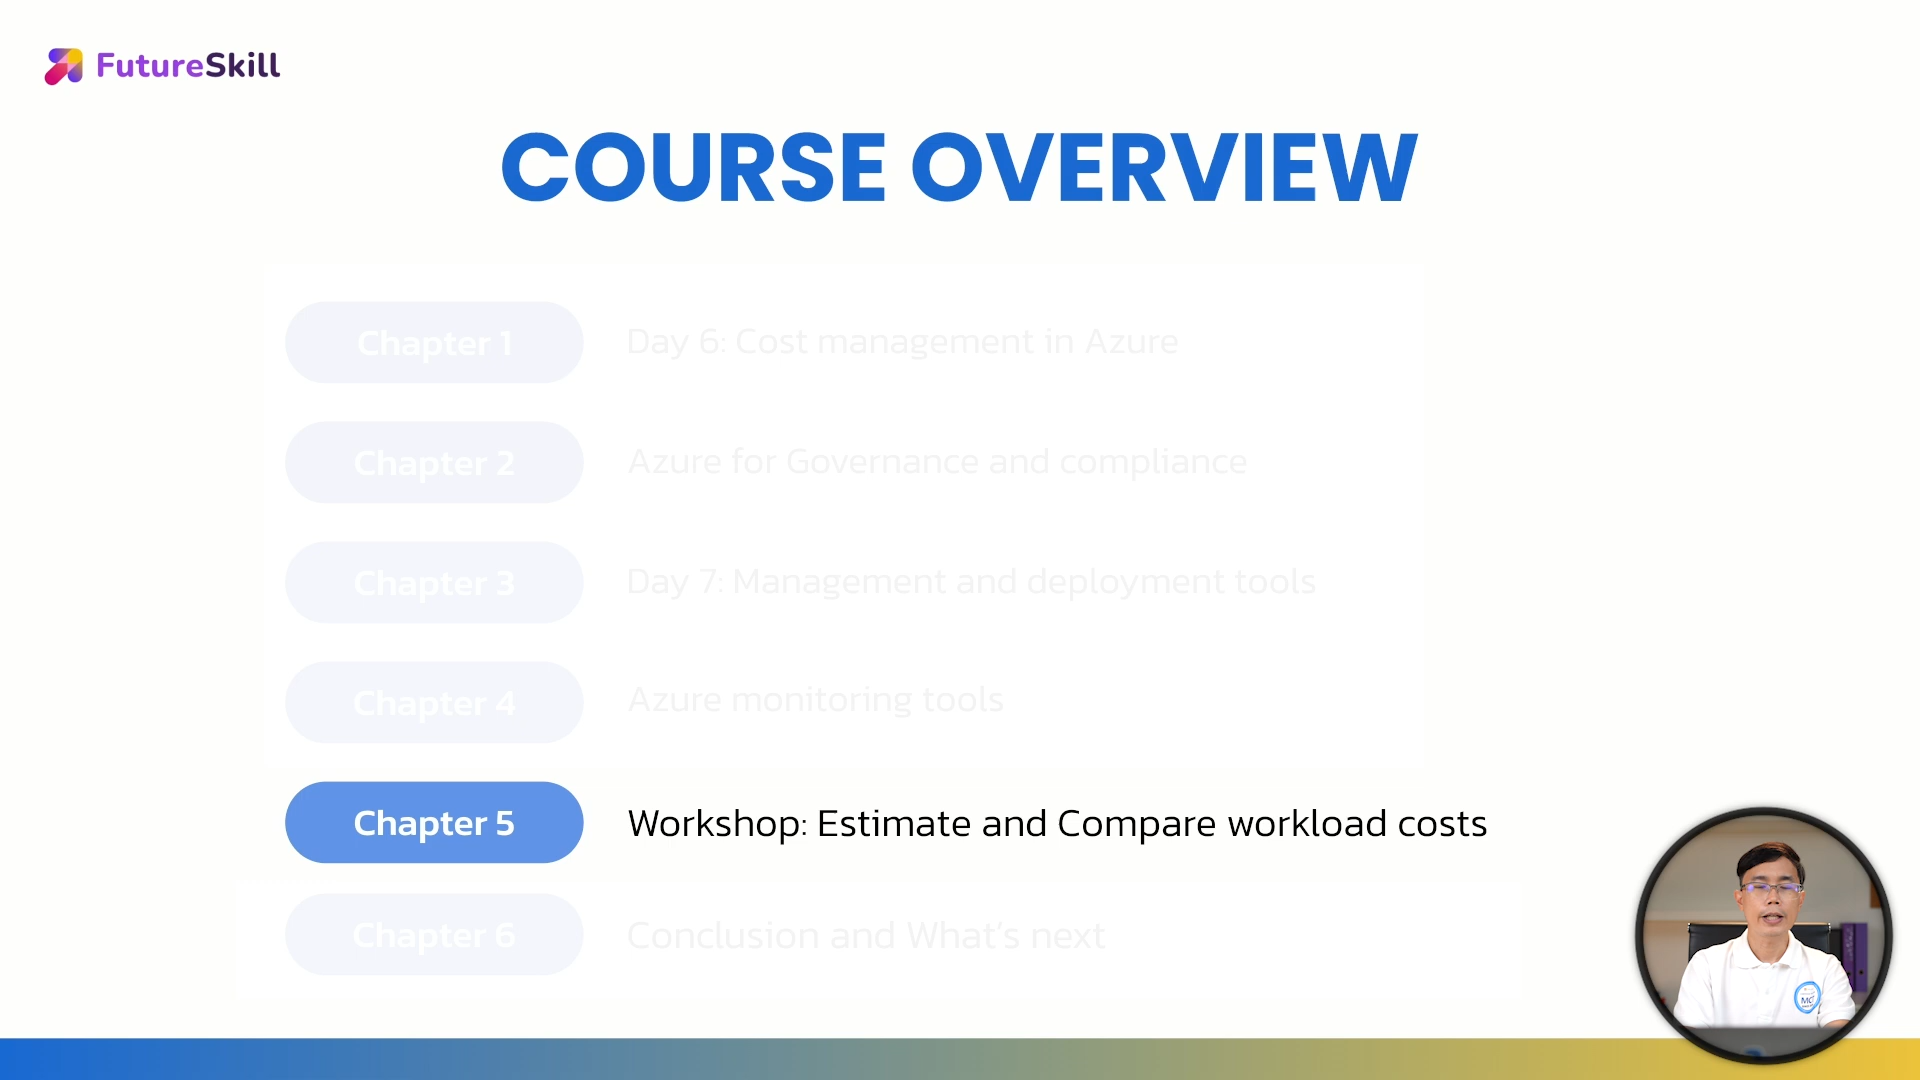 FutureSkill
COURSE OVERVIEW
Chapter 1 Day 6: Cost management in Azure
Chapter 2 Azure for Governance and compliance
Chapter 3 Day 7: Management and deployment tools
Chapter 4 Azure monitoring tools
Chapter 5 Workshop: Estimate and Compare workload costs
Chapter 6 Conclusion and What's next